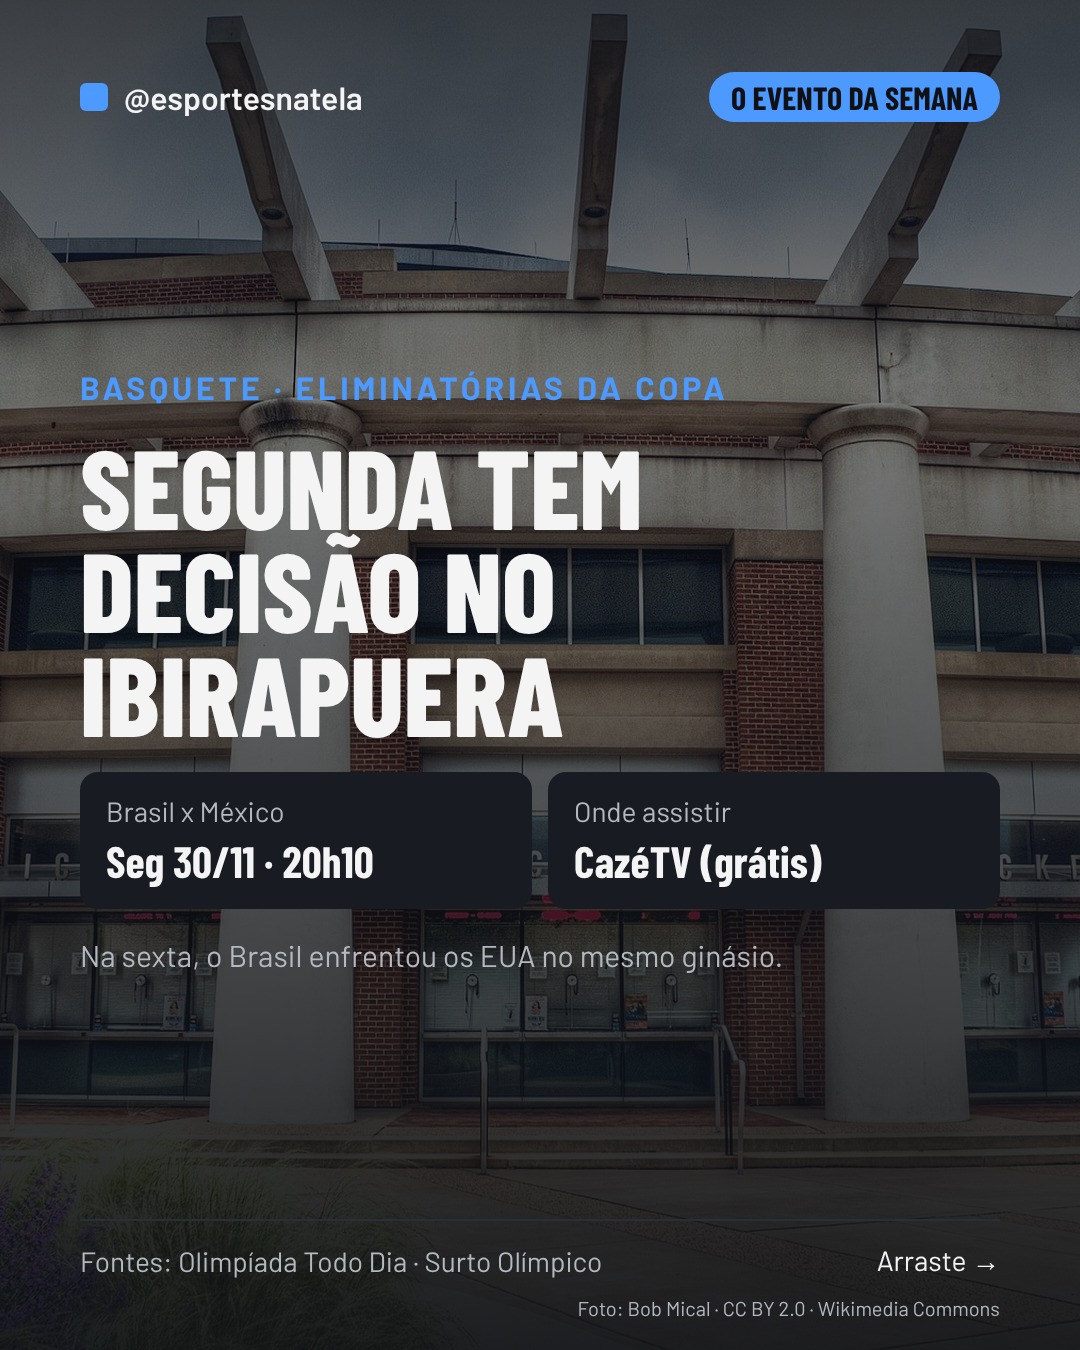 @esportesnatela
O EVENTO DA SEMANA
BASQUETE · ELIMINATÓRIAS DA COPA
SEGUNDA TEM
DECISÃO NO
IBIRAPUERA
Brasil x México
Seg 30/11 · 20h10
Onde assistir
CazéTV (grátis)
Na sexta, o Brasil enfrentou os EUA no mesmo ginásio.
Fontes: Olimpíada Todo Dia · Surto Olímpico
Arraste →
Foto: Bob Mical · CC BY 2.0 · Wikimedia Commons